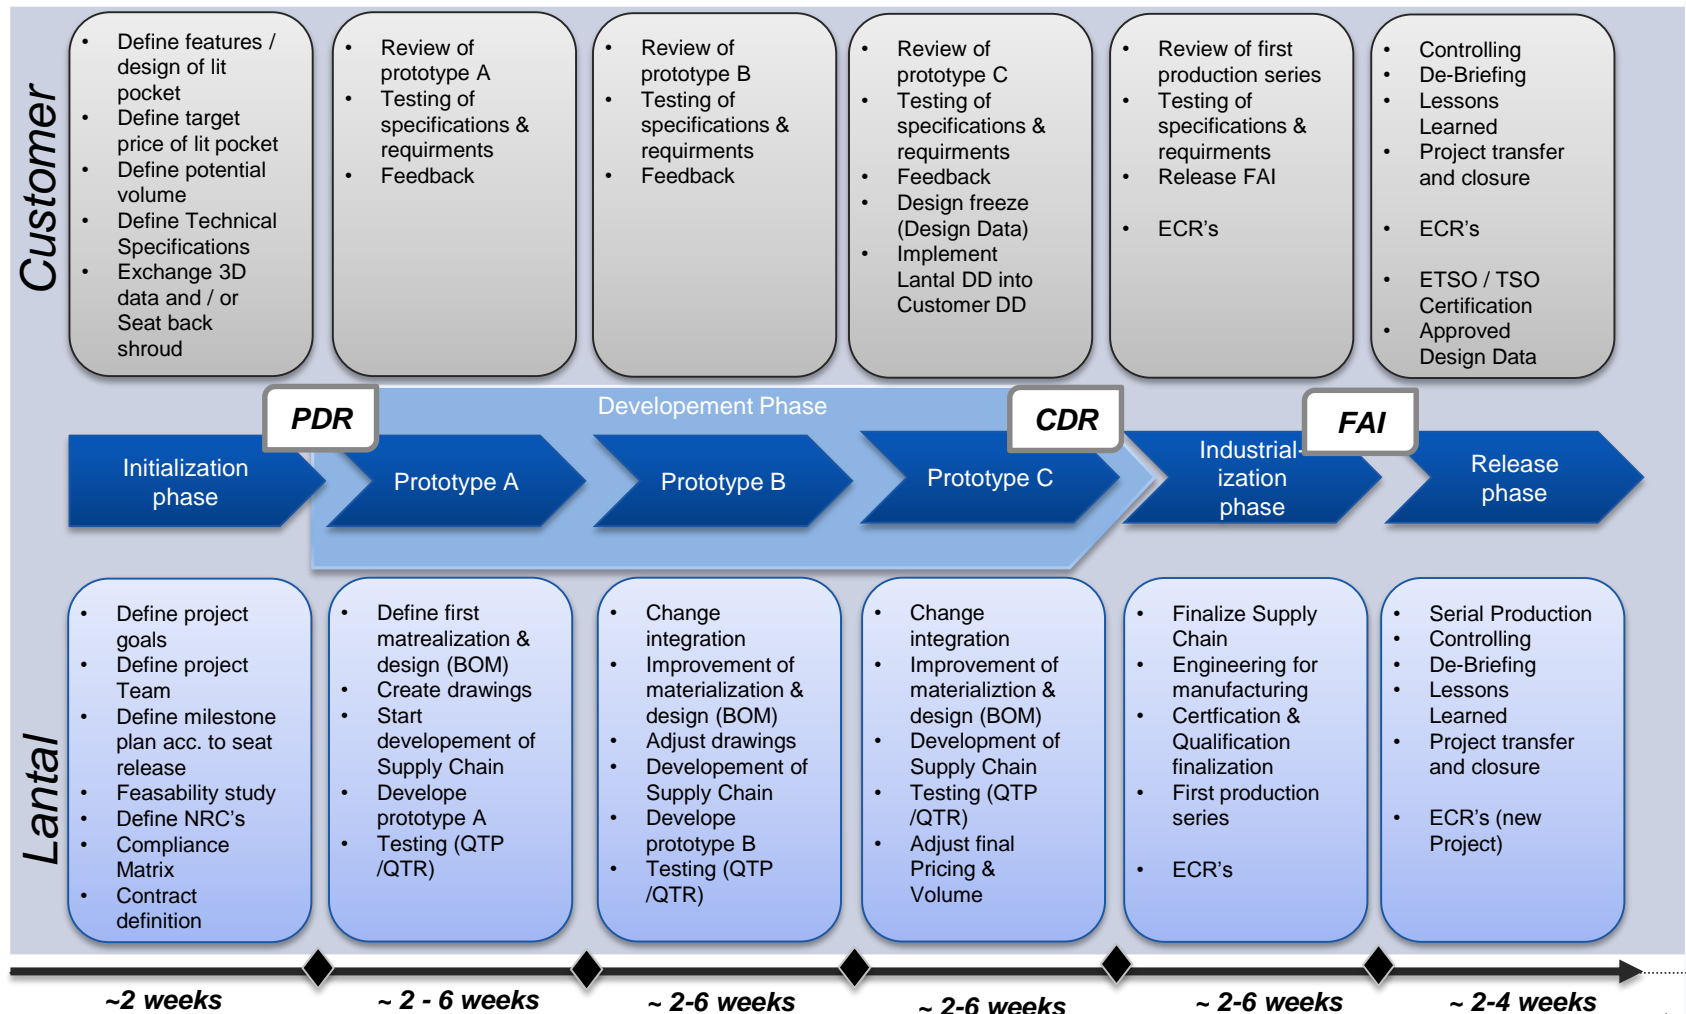 Customer
• Define features /
design of lit
pocket
• Define target
price of lit pocket
• Define potential
volume
• Define Technical
Specifications
• Exchange 3D
data and / or
Seat back
shroud
• Review of
prototype A
• Testing of
specifications &
requirments
• Feedback
• Review of
prototype B
• Testing of
specifications &
requirments
• Feedback
• Review of
prototype C
• Testing of
specifications &
requirments
• Feedback
• Design freeze
(Design Data)
• Implement
Lantal DD into
Customer DD
• Review of first
production series
• Testing of
specifications &
requirments
• Release FAI
• ECR's
• Controlling
• De-Briefing
• Lessons
Learned
• Project transfer
and closure
• ECR's
• ETSO / TSO
Certification
• Approved
Design Data
PDR
Developement Phase
CDR
FAI
Initialization
phase
Prototype A
Prototype B
Prototype C
Industrial-
ization
phase
Release
phase
Lantal
• Define project
goals
• Define project
Team
• Define milestone
plan acc. to seat
release
• Feasability study
• Define NRC's
• Compliance
Matrix
• Contract
definition
• Define first
matrealization &
design (BOM)
• Create drawings
• Start
developement of
Supply Chain
• Develope
prototype A
• Testing (QTP
/QTR)
• Change
integration
• Improvement of
materialization &
design (BOM)
• Adjust drawings
• Developement of
Supply Chain
• Develope
prototype B
• Testing (QTP
/QTR)
• Change
integration
• Improvement of
materializtion &
design (BOM)
• Development of
Supply Chain
• Testing (QTP
/QTR)
• Adjust final
Pricing &
Volume
• Finalize Supply
Chain
• Engineering for
manufacturing
• Certfication &
Qualification
finalization
• First production
series
• ECR's
• Serial Production
• Controlling
• De-Briefing
• Lessons
Learned
• Project transfer
and closure
• ECR's (new
Project)
~2 weeks
~ 2 - 6 weeks
~ 2-6 weeks
~ 2-6 weeks
~ 2-6 weeks
~ 2-4 weeks